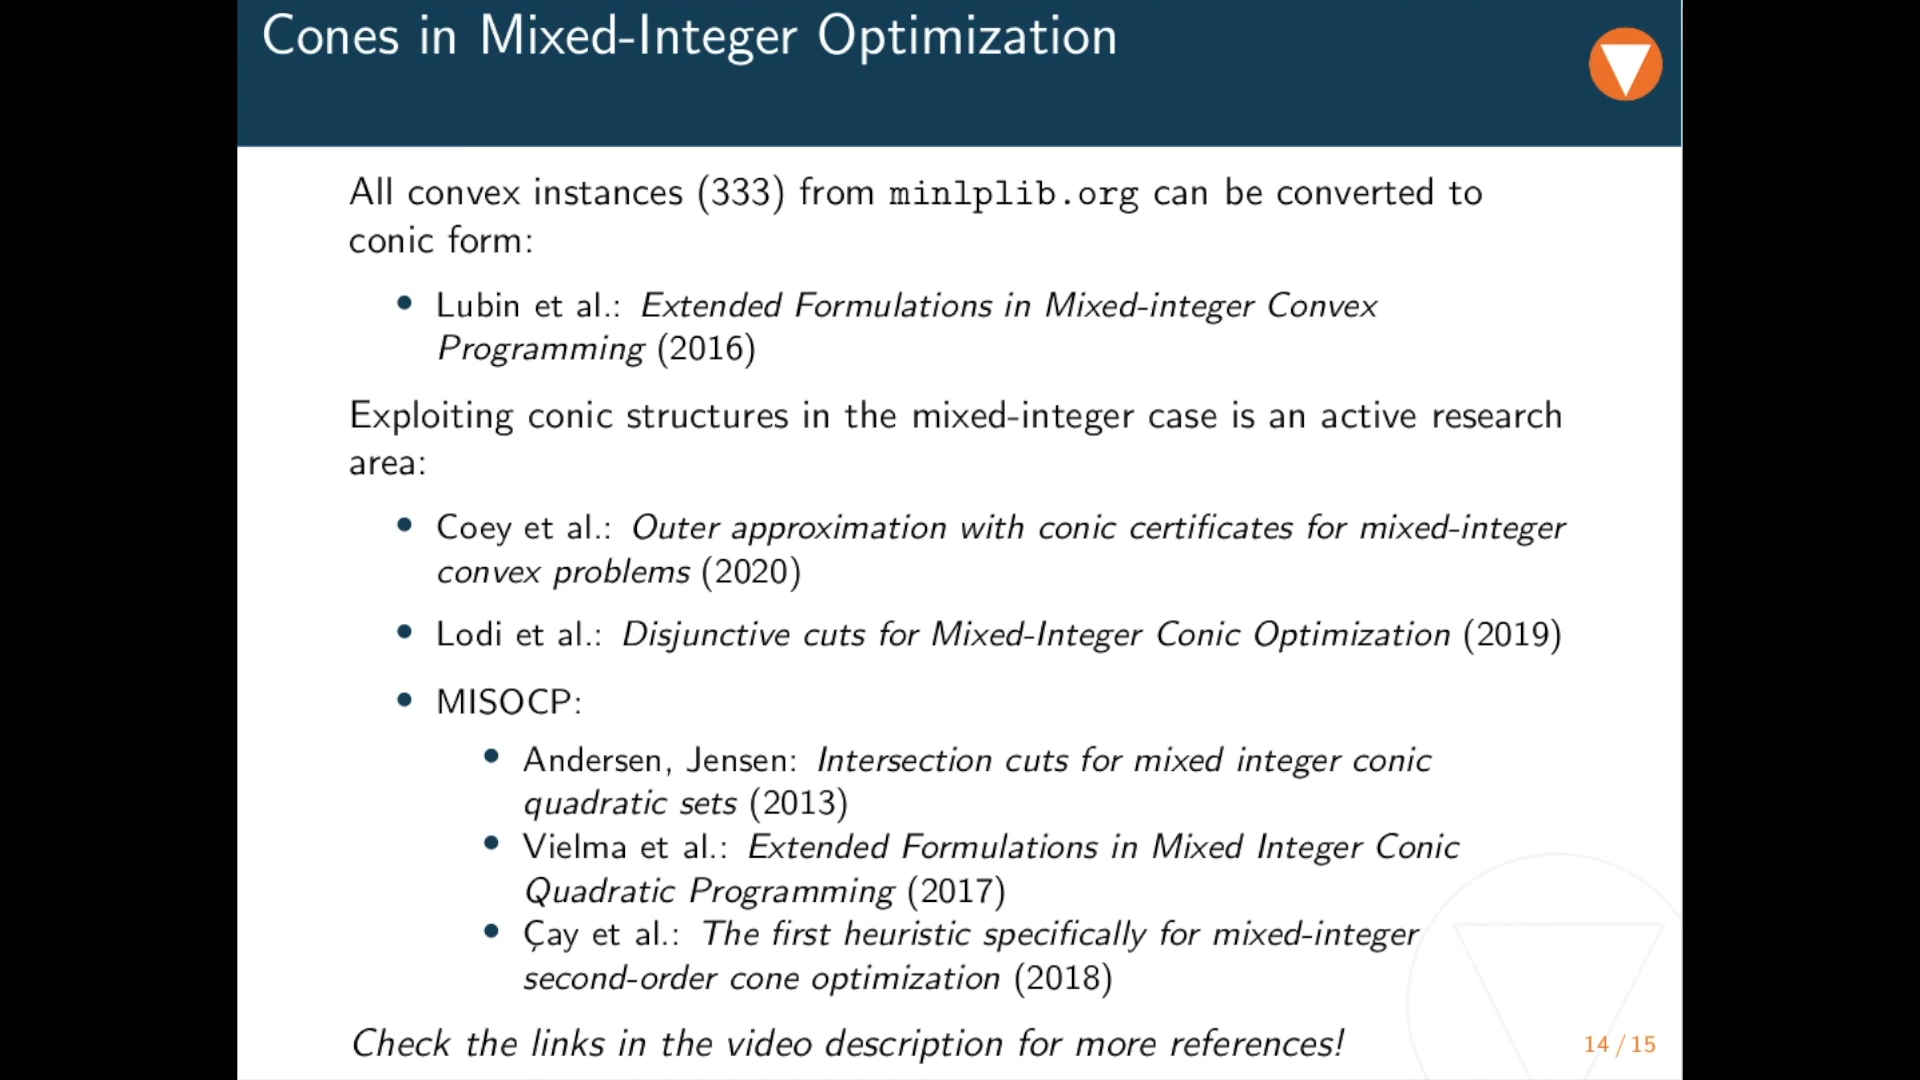 Cones in Mixed-Integer Optimization
All convex instances (333) from minlplib.org can be converted to
conic form:
• Lubin et al.: Extended Formulations in Mixed-integer Convex
Programming (2016)
Exploiting conic structures in the mixed-integer case is an active research
area:
• Coey et al.: Outer approximation with conic certificates for mixed-integer
convex problems (2020)
• Lodi et al.: Disjunctive cuts for Mixed-Integer Conic Optimization (2019)
• MISOCP:
• Andersen, Jensen: Intersection cuts for mixed integer conic
quadratic sets (2013)
• Vielma et al.: Extended Formulations in Mixed Integer Conic
Quadratic Programming (2017)
• Çay et al.: The first heuristic specifically for mixed-integer
second-order cone optimization (2018)
Check the links in the video description for more references!
14 / 15